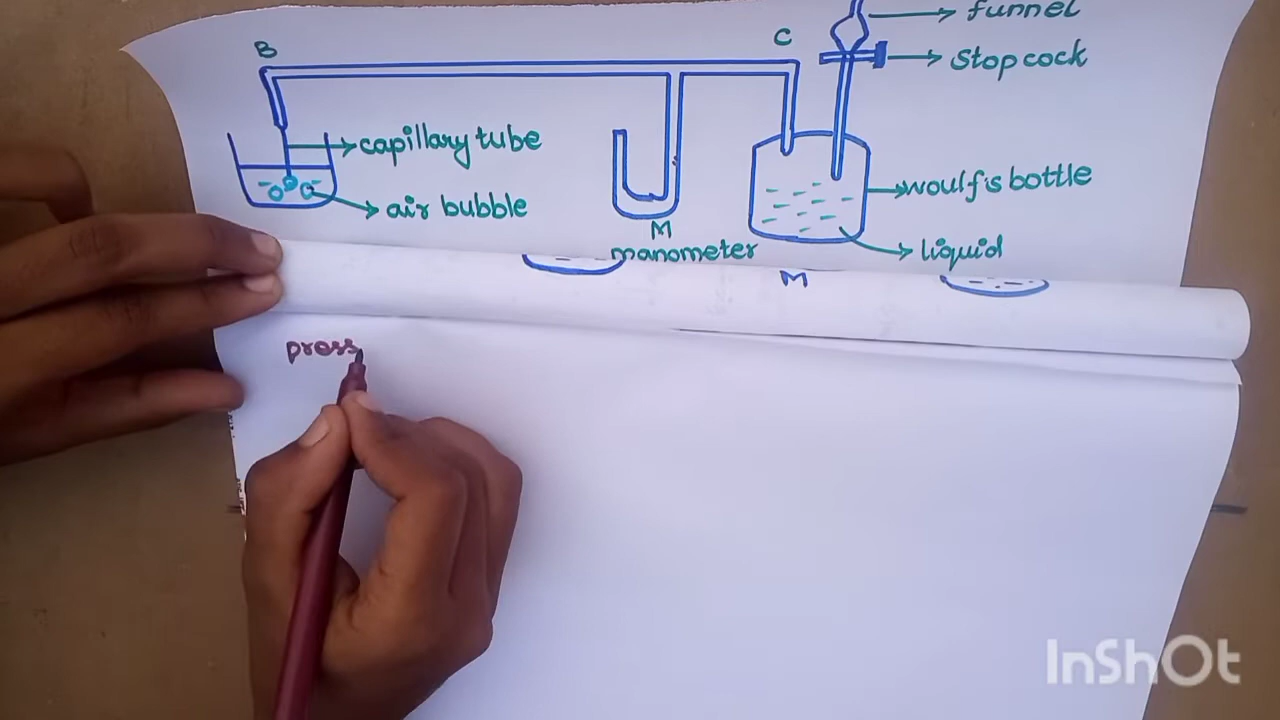 funnel
B
C
Stop cock
capillary tube
woulf's bottle
air bubble
M
manometer
liquid
M
press
InShOt